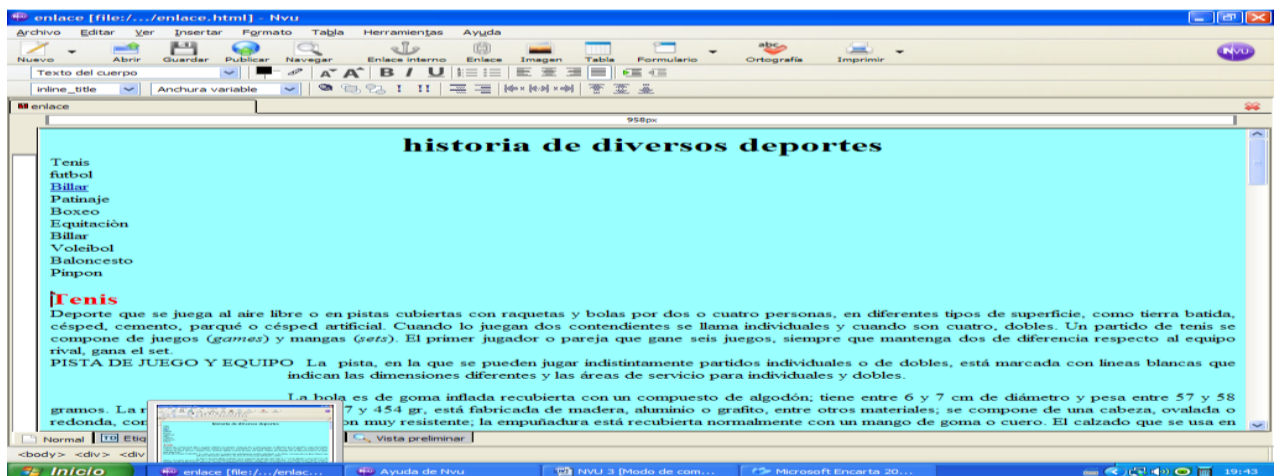 enlace [file:/.../enlace.html] - Nvu
Archivo Editar Ver Insertar Formato Tabla Herramientas Ayuda
Nuevo Abrir Guardar Publicar Navegar Enlace interno Enlace Imagen Tabla Formulario Ortografía Imprimir
Texto del cuerpo
inline_title Anchura variable
enlace
958px
historia de diversos deportes
Tenis
futbol
Billar
Patinaje
Boxeo
Equitaciòn
Billar
Voleibol
Baloncesto
Pinpon
Tenis
Deporte que se juega al aire libre o en pistas cubiertas con raquetas y bolas por dos o cuatro personas, en diferentes tipos de superficie, como tierra batida,
césped, cemento, parqué o césped artificial. Cuando lo juegan dos contendientes se llama individuales y cuando son cuatro, dobles. Un partido de tenis se
compone de juegos (games) y mangas (sets). El primer jugador o pareja que gane seis juegos, siempre que mantenga dos de diferencia respecto al equipo
rival, gana el set.
PISTA DE JUEGO Y EQUIPO La pista, en la que se pueden jugar indistintamente partidos individuales o de dobles, está marcada con líneas blancas que
indican las dimensiones diferentes y las áreas de servicio para individuales y dobles.
La bola es de goma inflada recubierta con un compuesto de algodón; tiene entre 6 y 7 cm de diámetro y pesa entre 57 y 58
gramos. La r 7 y 454 gr, está fabricada de madera, aluminio o grafito, entre otros materiales; se compone de una cabeza, ovalada o
redonda, con on muy resistente; la empuñadura está recubierta normalmente con un mango de goma o cuero. El calzado que se usa en
Normal Etiq Vista preliminar
<body> <div> <div
Inicio enlace [file:/.../enlac... Ayuda de Nvu NVU 3 [Modo de com... Microsoft Encarta 20... 19:43